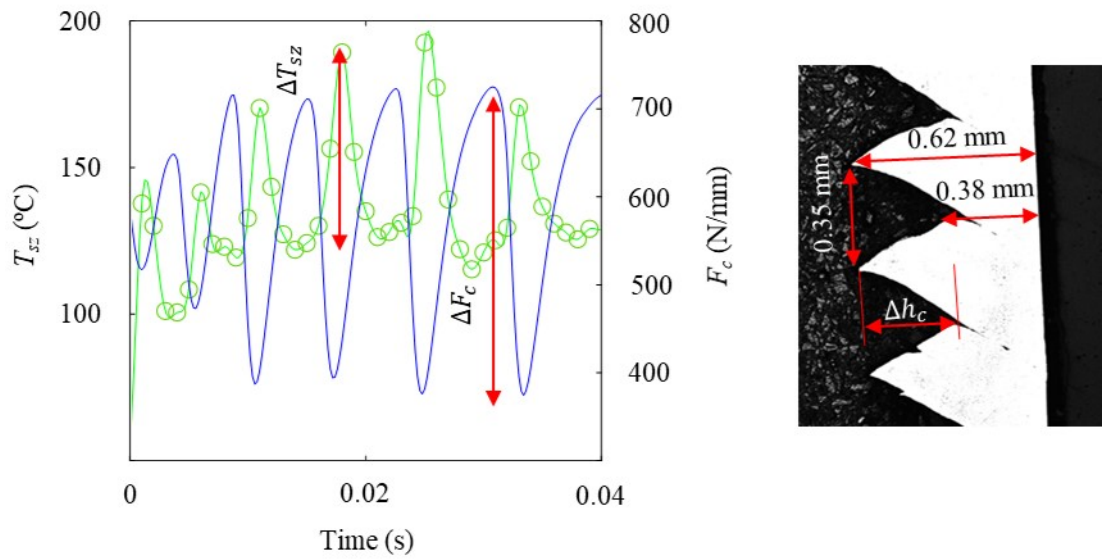 200
150
100
T_sz (ºC)
0
0.02
0.04
Time (s)
ΔT_sz
ΔF_c
800
700
600
500
400
F_c (N/mm)
0.62 mm
0.38 mm
0.35 mm
Δh_c